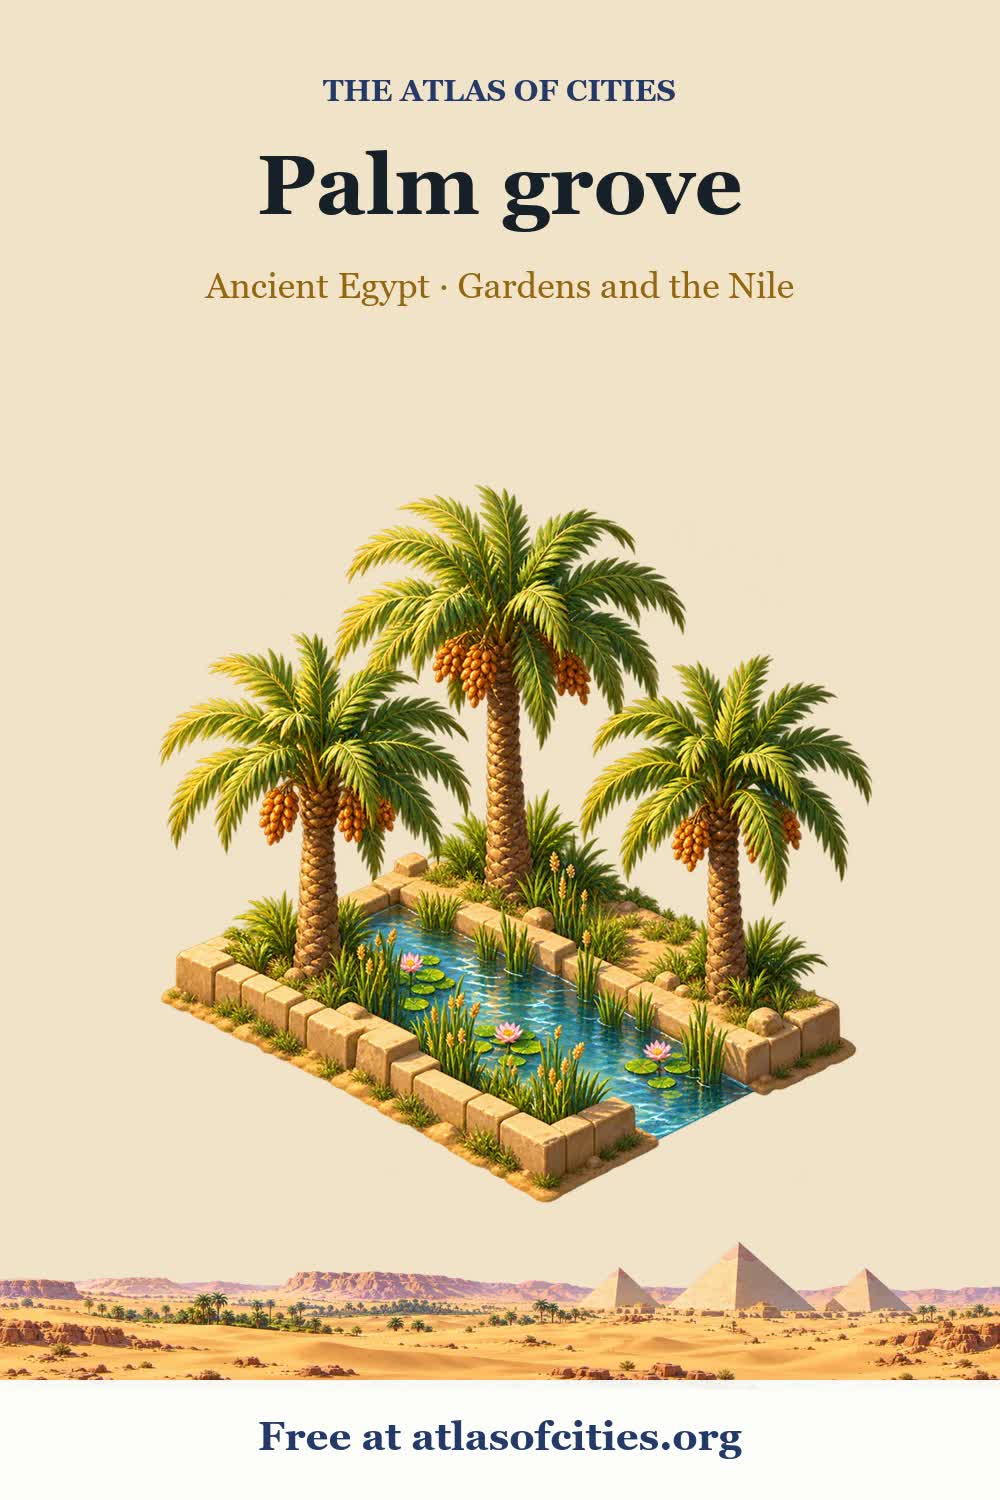 THE ATLAS OF CITIES
Palm grove
Ancient Egypt · Gardens and the Nile
Free at atlasofcities.org